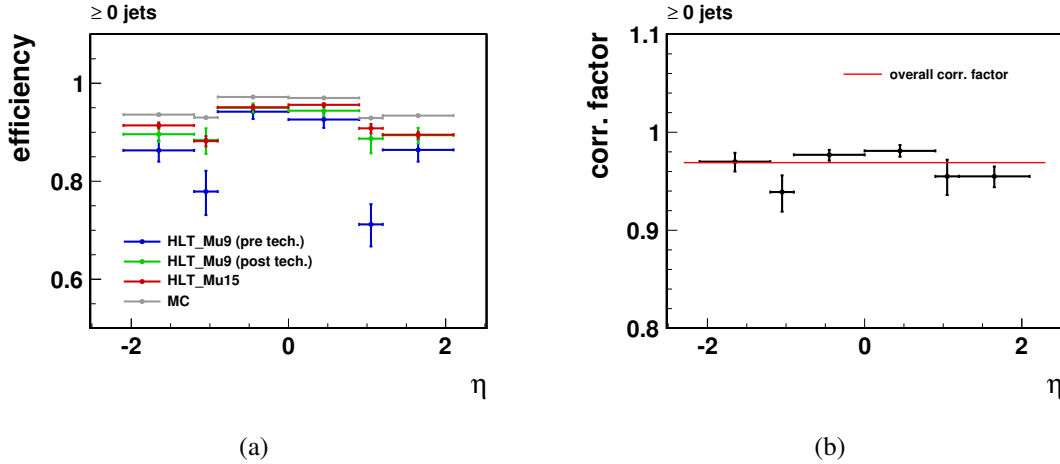 ≥ 0 jets
efficiency
1
0.8
0.6
HLT_Mu9 (pre tech.)
HLT_Mu9 (post tech.)
HLT_Mu15
MC
-2
0
2
η
(a)
≥ 0 jets
corr. factor
1.1
1
0.9
0.8
overall corr. factor
-2
0
2
η
(b)